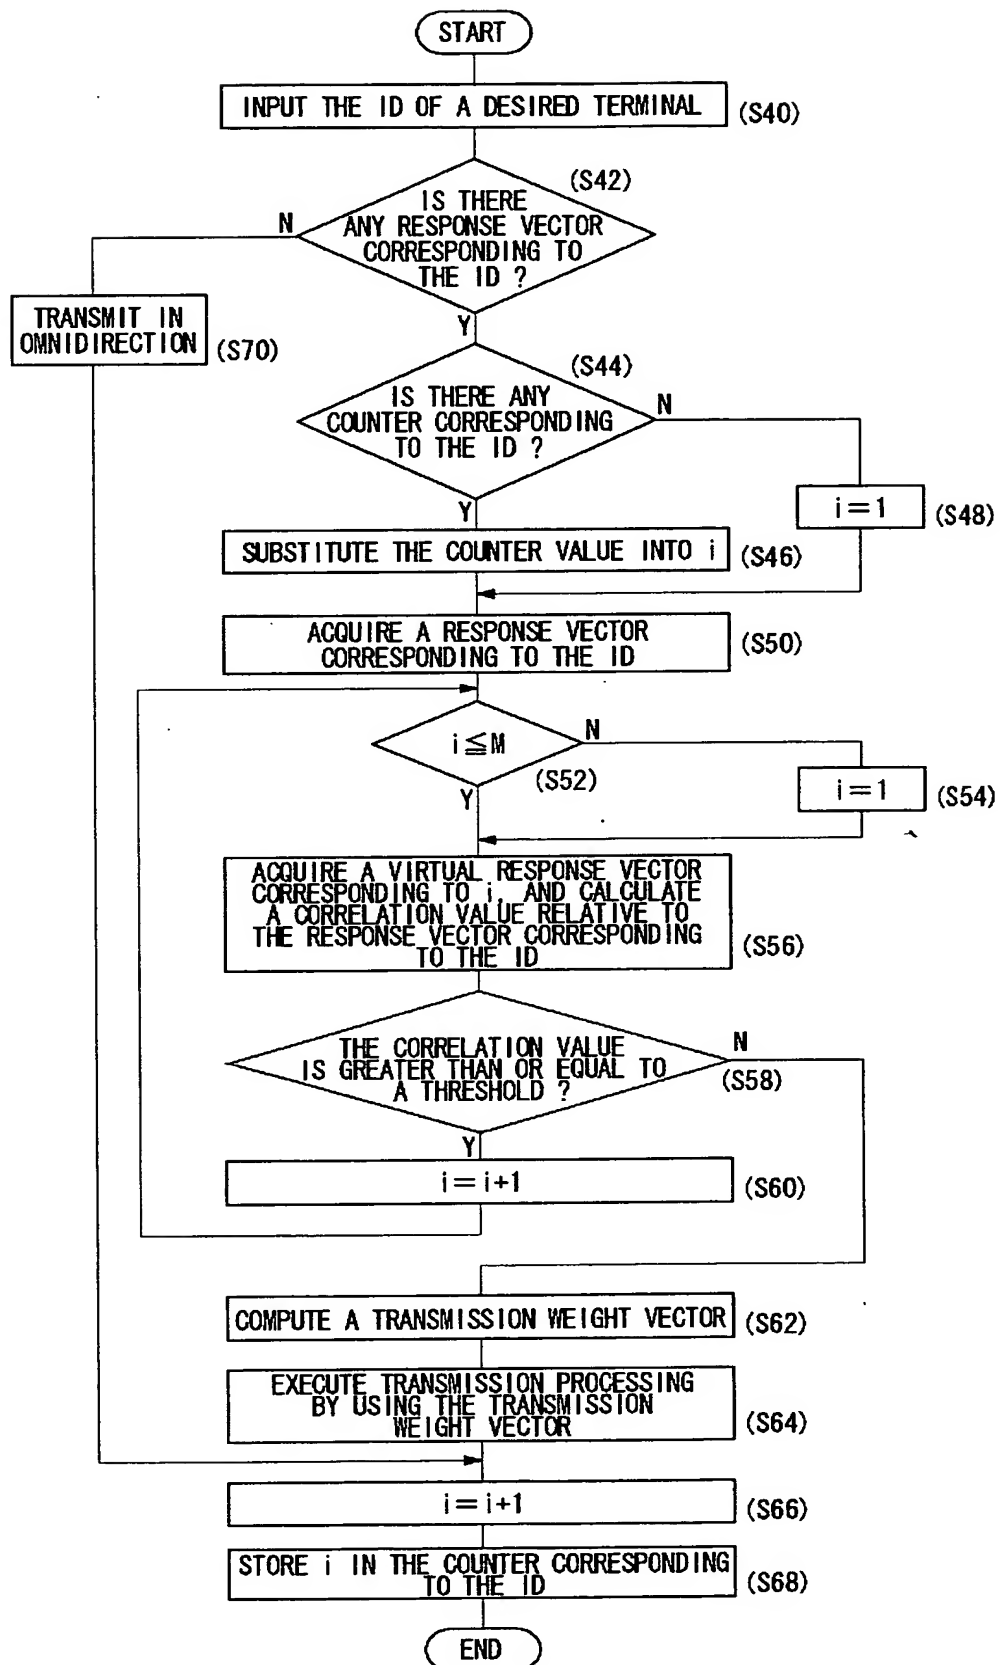 START
INPUT THE ID OF A DESIRED TERMINAL
(S40)
(S42)
IS THERE
ANY RESPONSE VECTOR
CORRESPONDING TO
THE ID ?
N
Y
TRANSMIT IN
OMNIDIRECTION
(S70)
(S44)
IS THERE ANY
COUNTER CORRESPONDING
TO THE ID ?
N
Y
i=1
(S48)
SUBSTITUTE THE COUNTER VALUE INTO i
(S46)
ACQUIRE A RESPONSE VECTOR
CORRESPONDING TO THE ID
(S50)
i≦M
N
(S52)
Y
i=1
(S54)
ACQUIRE A VIRTUAL RESPONSE VECTOR
CORRESPONDING TO i, AND CALCULATE
A CORRELATION VALUE RELATIVE TO
THE RESPONSE VECTOR CORRESPONDING
TO THE ID
(S56)
THE CORRELATION VALUE
IS GREATER THAN OR EQUAL TO
A THRESHOLD ?
N
(S58)
Y
i=i+1
(S60)
COMPUTE A TRANSMISSION WEIGHT VECTOR
(S62)
EXECUTE TRANSMISSION PROCESSING
BY USING THE TRANSMISSION
WEIGHT VECTOR
(S64)
i=i+1
(S66)
STORE i IN THE COUNTER CORRESPONDING
TO THE ID
(S68)
END